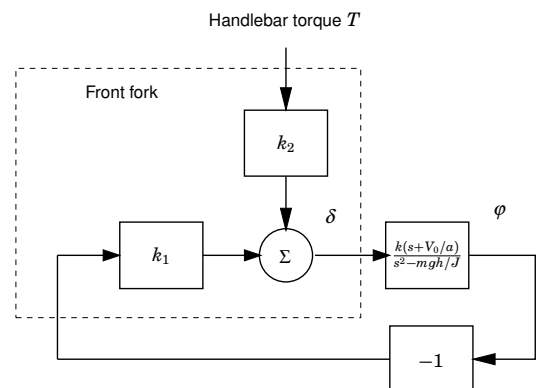 Handlebar torque T
Front fork
k₂
δ
φ
k₁
Σ
k(s+V₀/a)
s²−mgh/J
−1